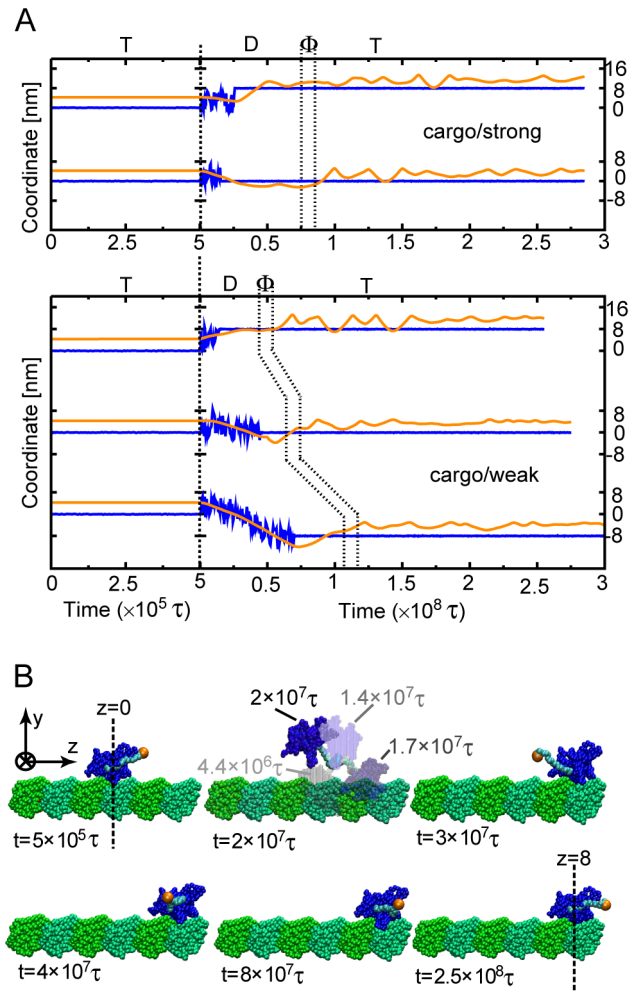 A
T D Φ T
16
8
0
cargo/strong
8
0
-8
Coordinate [nm]
0 2.5 5 0.5 1 1.5 2 2.5 3
T D Φ T
16
8
0
8
0
-8
cargo/weak
8
0
-8
Coordinate [nm]
0 2.5 5 0.5 1 1.5 2 2.5 3
Time (×10⁵ τ) Time (×10⁸ τ)
B
y
z
z=0
t=5×10⁵τ
2×10⁷τ
1.4×10⁷τ
4.4×10⁶τ
1.7×10⁷τ
t=2×10⁷τ
t=3×10⁷τ
t=4×10⁷τ
t=8×10⁷τ
z=8
t=2.5×10⁸τ